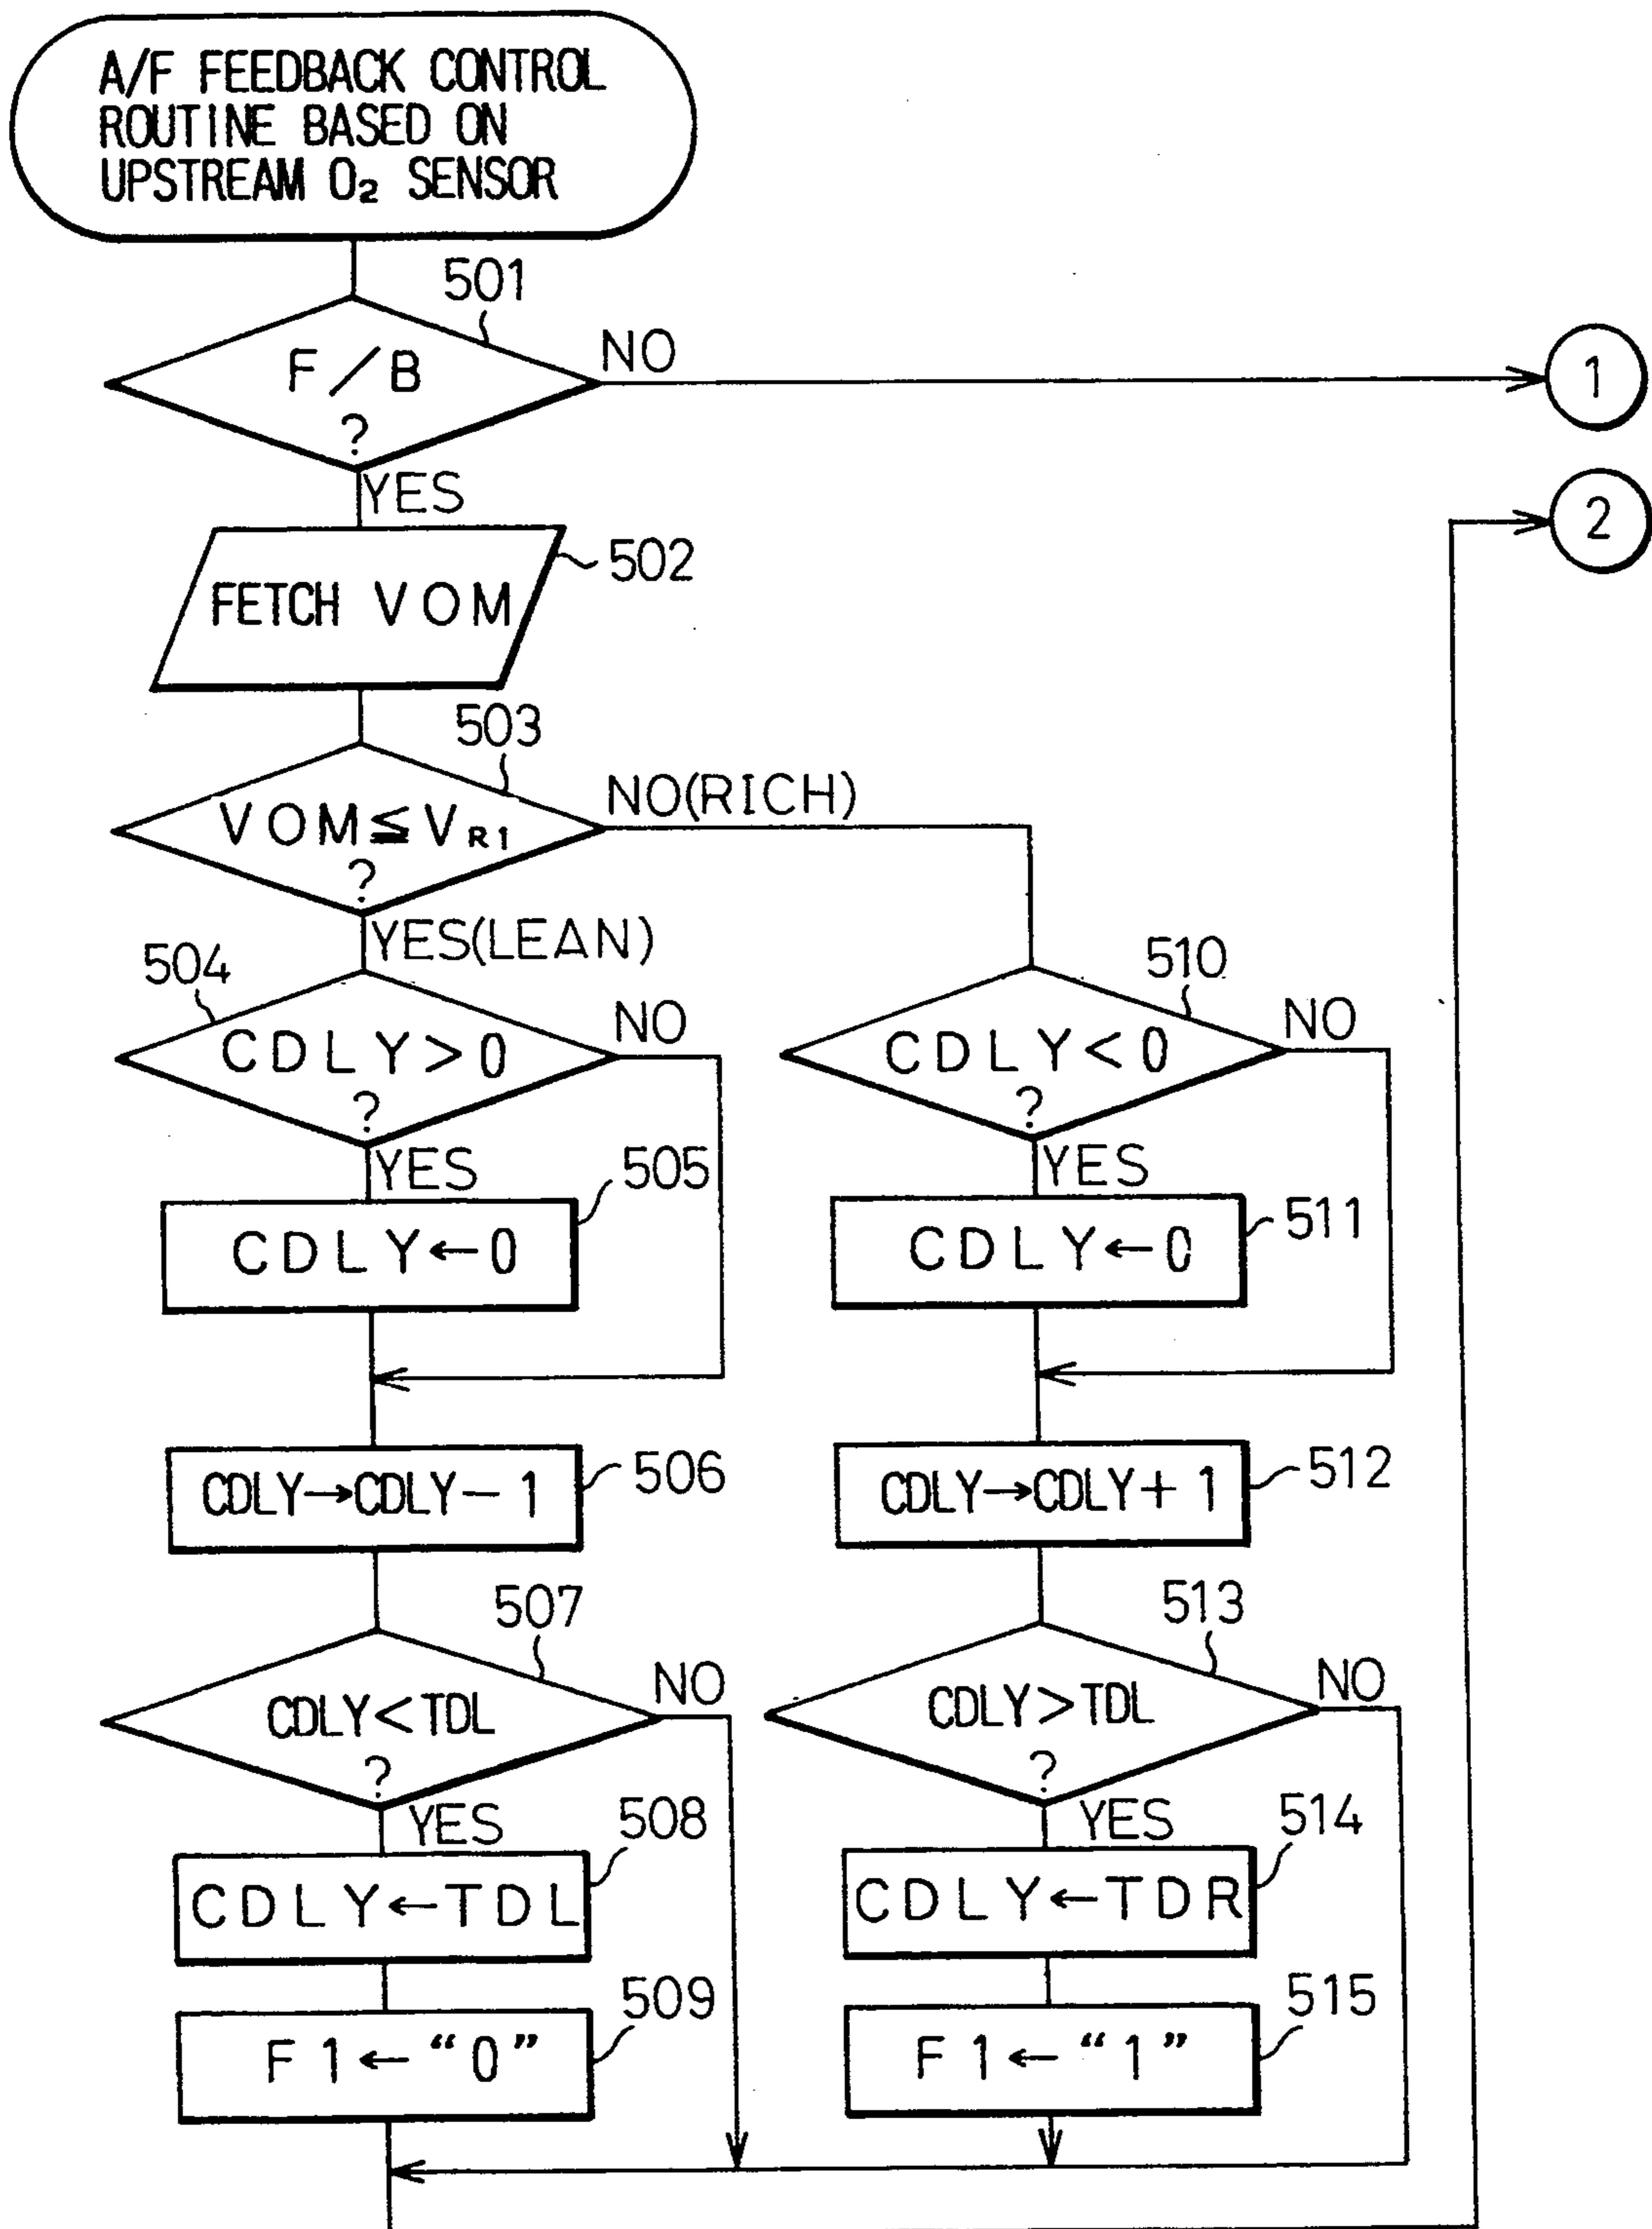 A/F FEEDBACK CONTROL
ROUTINE BASED ON
UPSTREAM O₂ SENSOR
501
F/B
?
NO
1
YES
2
FETCH VOM
502
503
VOM≦VR1
?
NO(RICH)
YES(LEAN)
504
CDLY>0
?
NO
510
CDLY<0
?
NO
YES
505
CDLY←0
YES
511
CDLY←0
CDLY→CDLY−1
506
CDLY→CDLY+1
512
507
CDLY<TDL
?
NO
513
CDLY>TDL
?
NO
YES
508
CDLY←TDL
YES
514
CDLY←TDR
509
F1←“0”
515
F1←“1”